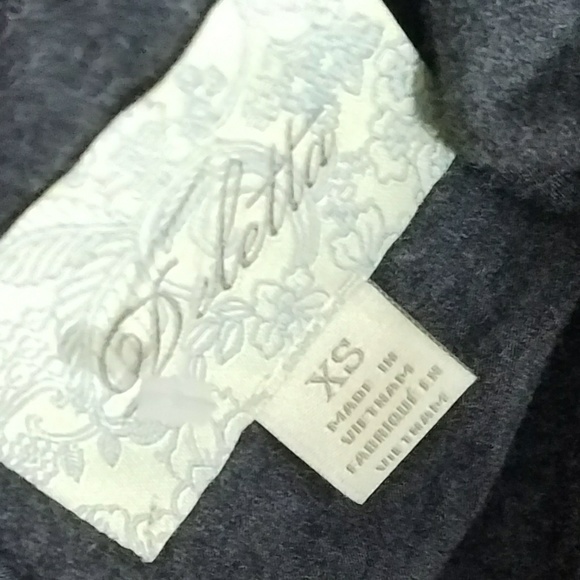 Deletta
XS
MADE IN
VIETNAM
FABRIQUÉ EN
VIETNAM